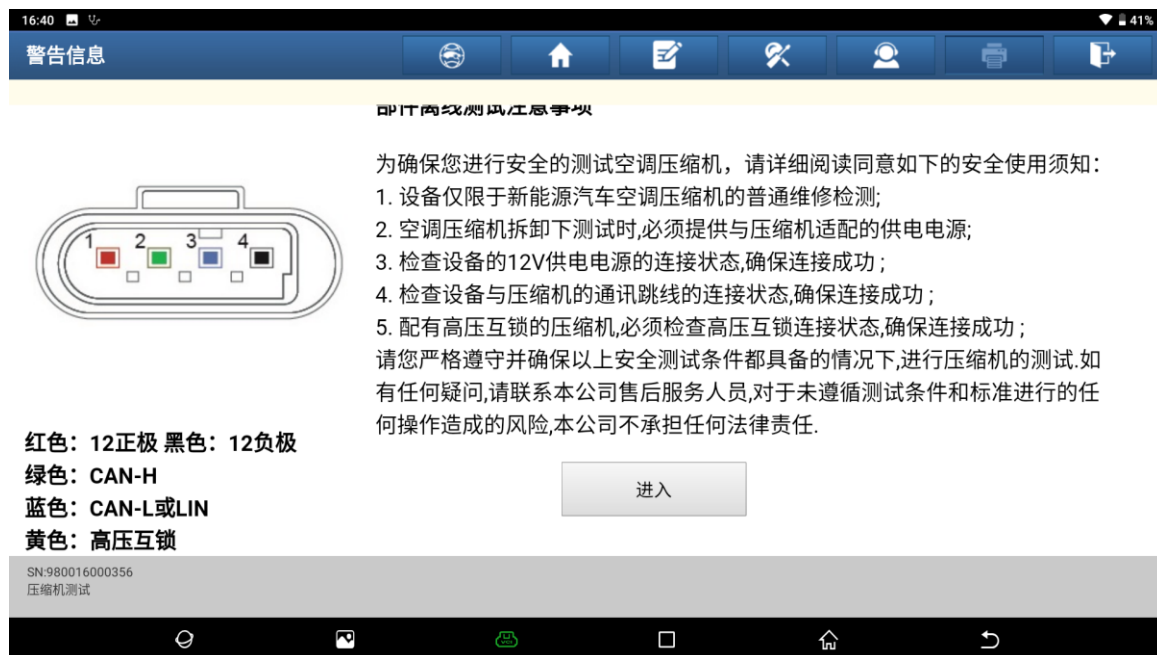 16:40
41%
警告信息
部件离线测试注意事项
为确保您进行安全的测试空调压缩机，请详细阅读同意如下的安全使用须知：
1. 设备仅限于新能源汽车空调压缩机的普通维修检测;
2. 空调压缩机拆卸下测试时,必须提供与压缩机适配的供电电源;
3. 检查设备的12V供电电源的连接状态,确保连接成功 ;
4. 检查设备与压缩机的通讯跳线的连接状态,确保连接成功 ;
5. 配有高压互锁的压缩机,必须检查高压互锁连接状态,确保连接成功 ;
请您严格遵守并确保以上安全测试条件都具备的情况下,进行压缩机的测试.如
有任何疑问,请联系本公司售后服务人员,对于未遵循测试条件和标准进行的任
何操作造成的风险,本公司不承担任何法律责任.
1 2 3 4
红色：12正极 黑色：12负极
绿色：CAN-H
蓝色：CAN-L或LIN
黄色：高压互锁
进入
SN:980016000356
压缩机测试